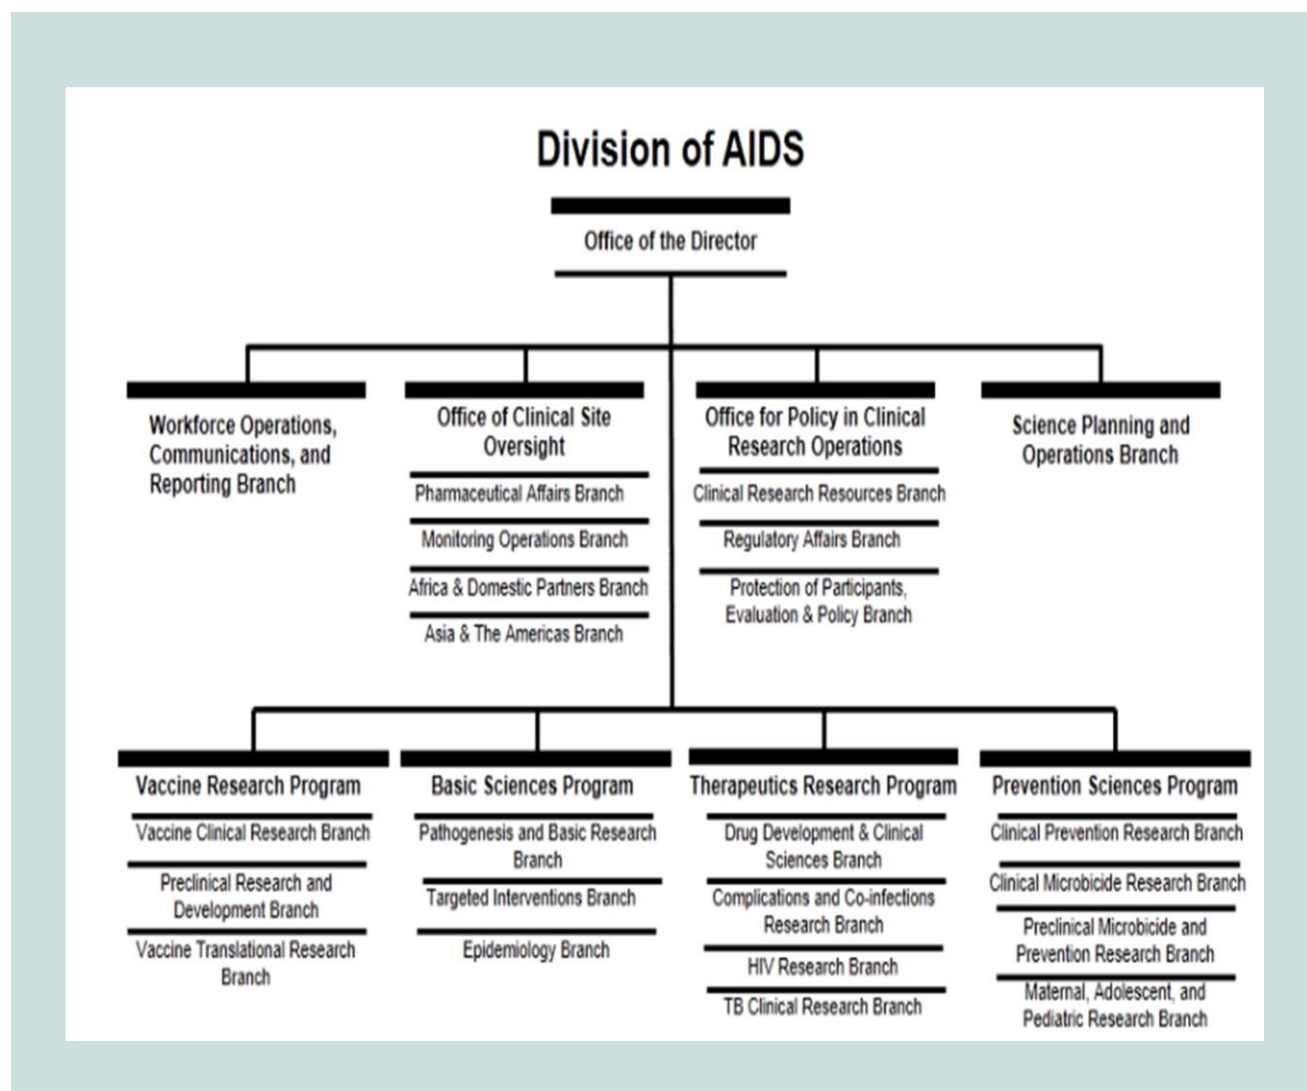 Division of AIDS
Office of the Director
Workforce Operations,
Communications, and
Reporting Branch
Office of Clinical Site
Oversight
Pharmaceutical Affairs Branch
Monitoring Operations Branch
Africa & Domestic Partners Branch
Asia & The Americas Branch
Office for Policy in Clinical
Research Operations
Clinical Research Resources Branch
Regulatory Affairs Branch
Protection of Participants,
Evaluation & Policy Branch
Science Planning and
Operations Branch
Vaccine Research Program
Vaccine Clinical Research Branch
Preclinical Research and
Development Branch
Vaccine Translational Research
Branch
Basic Sciences Program
Pathogenesis and Basic Research
Branch
Targeted Interventions Branch
Epidemiology Branch
Therapeutics Research Program
Drug Development & Clinical
Sciences Branch
Complications and Co-infections
Research Branch
HIV Research Branch
TB Clinical Research Branch
Prevention Sciences Program
Clinical Prevention Research Branch
Clinical Microbicide Research Branch
Preclinical Microbicide and
Prevention Research Branch
Maternal, Adolescent, and
Pediatric Research Branch